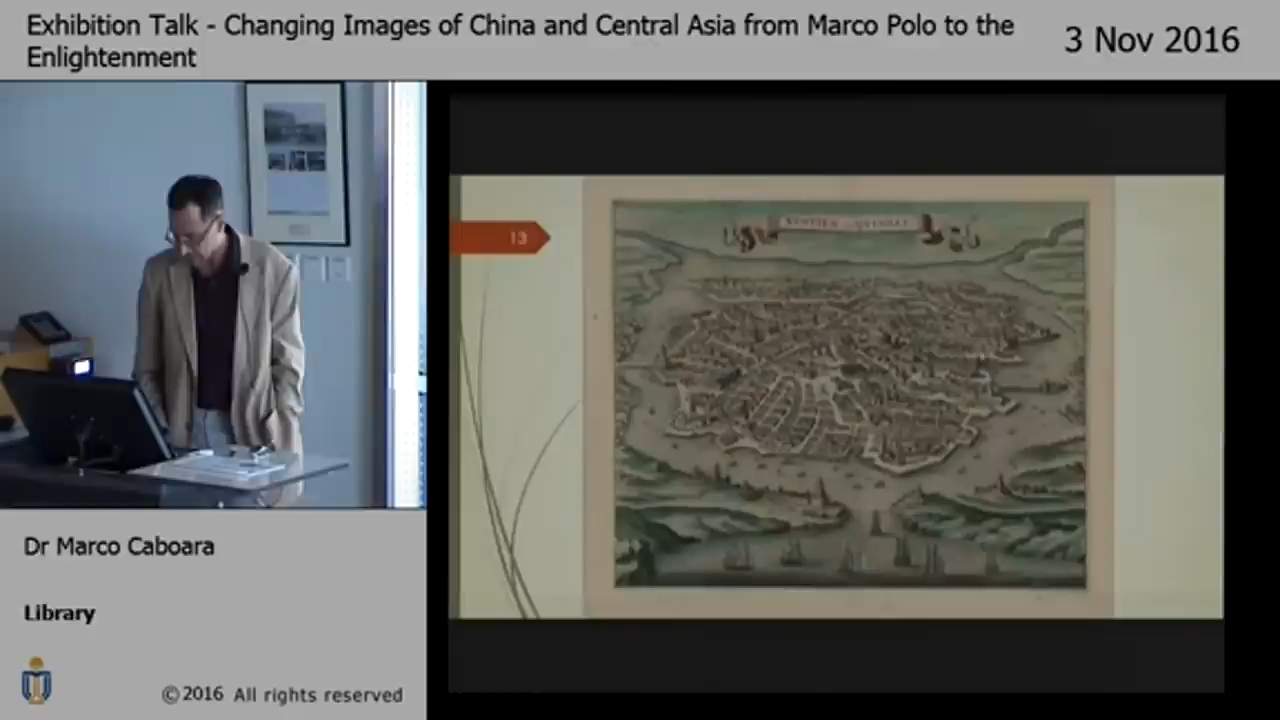 Exhibition Talk - Changing Images of China and Central Asia from Marco Polo to the
Enlightenment
3 Nov 2016
13
Dr Marco Caboara
Library
©2016 All rights reserved